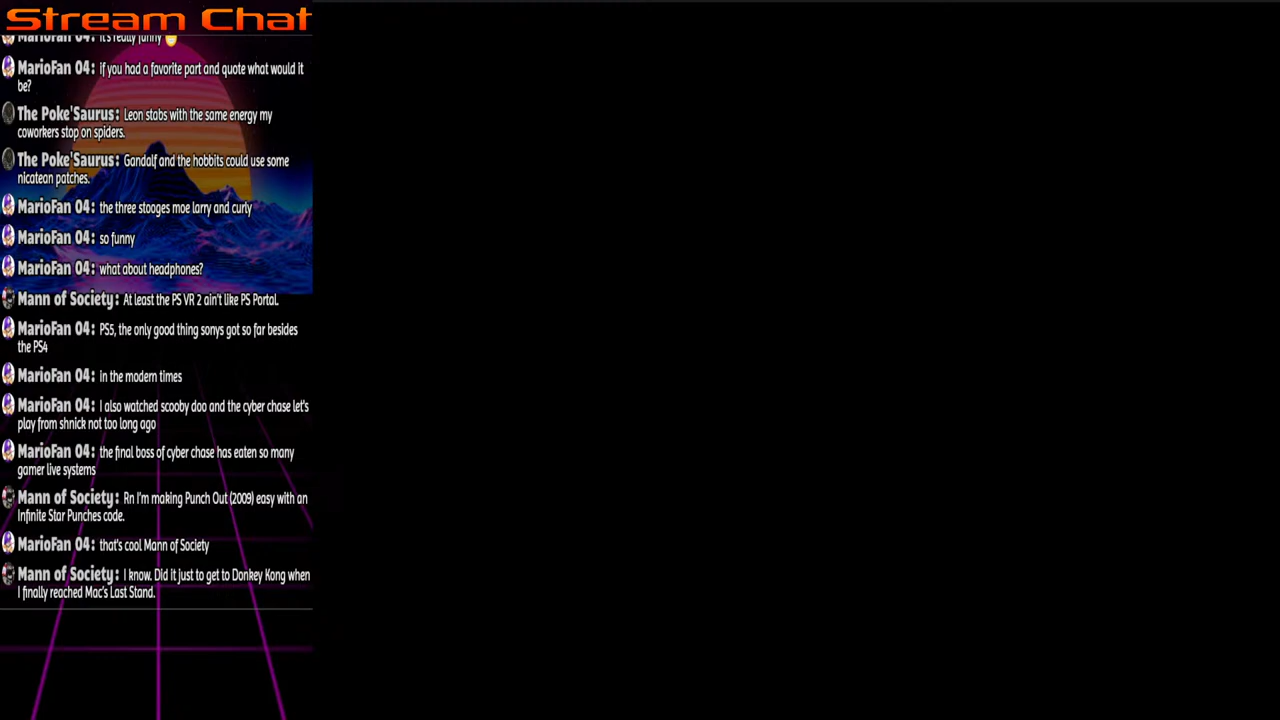 Stream Chat
MarioFan 04: it's really funny
MarioFan 04: if you had a favorite part and quote what would it
be?
The Poke'Saurus: Leon stabs with the same energy my
coworkers stop on spiders.
The Poke'Saurus: Gandalf and the hobbits could use some
nicatean patches.
MarioFan 04: the three stooges moe larry and curly
MarioFan 04: so funny
MarioFan 04: what about headphones?
Mann of Society: At least the PS VR 2 ain't like PS Portal.
MarioFan 04: PS5, the only good thing sonys got so far besides
the PS4
MarioFan 04: in the modern times
MarioFan 04: I also watched scooby doo and the cyber chase let's
play from shnick not too long ago
MarioFan 04: the final boss of cyber chase has eaten so many
gamer live systems
Mann of Society: Rn I'm making Punch Out (2009) easy with an
Infinite Star Punches code.
MarioFan 04: that's cool Mann of Society
Mann of Society: I know. Did it just to get to Donkey Kong when
I finally reached Mac's Last Stand.